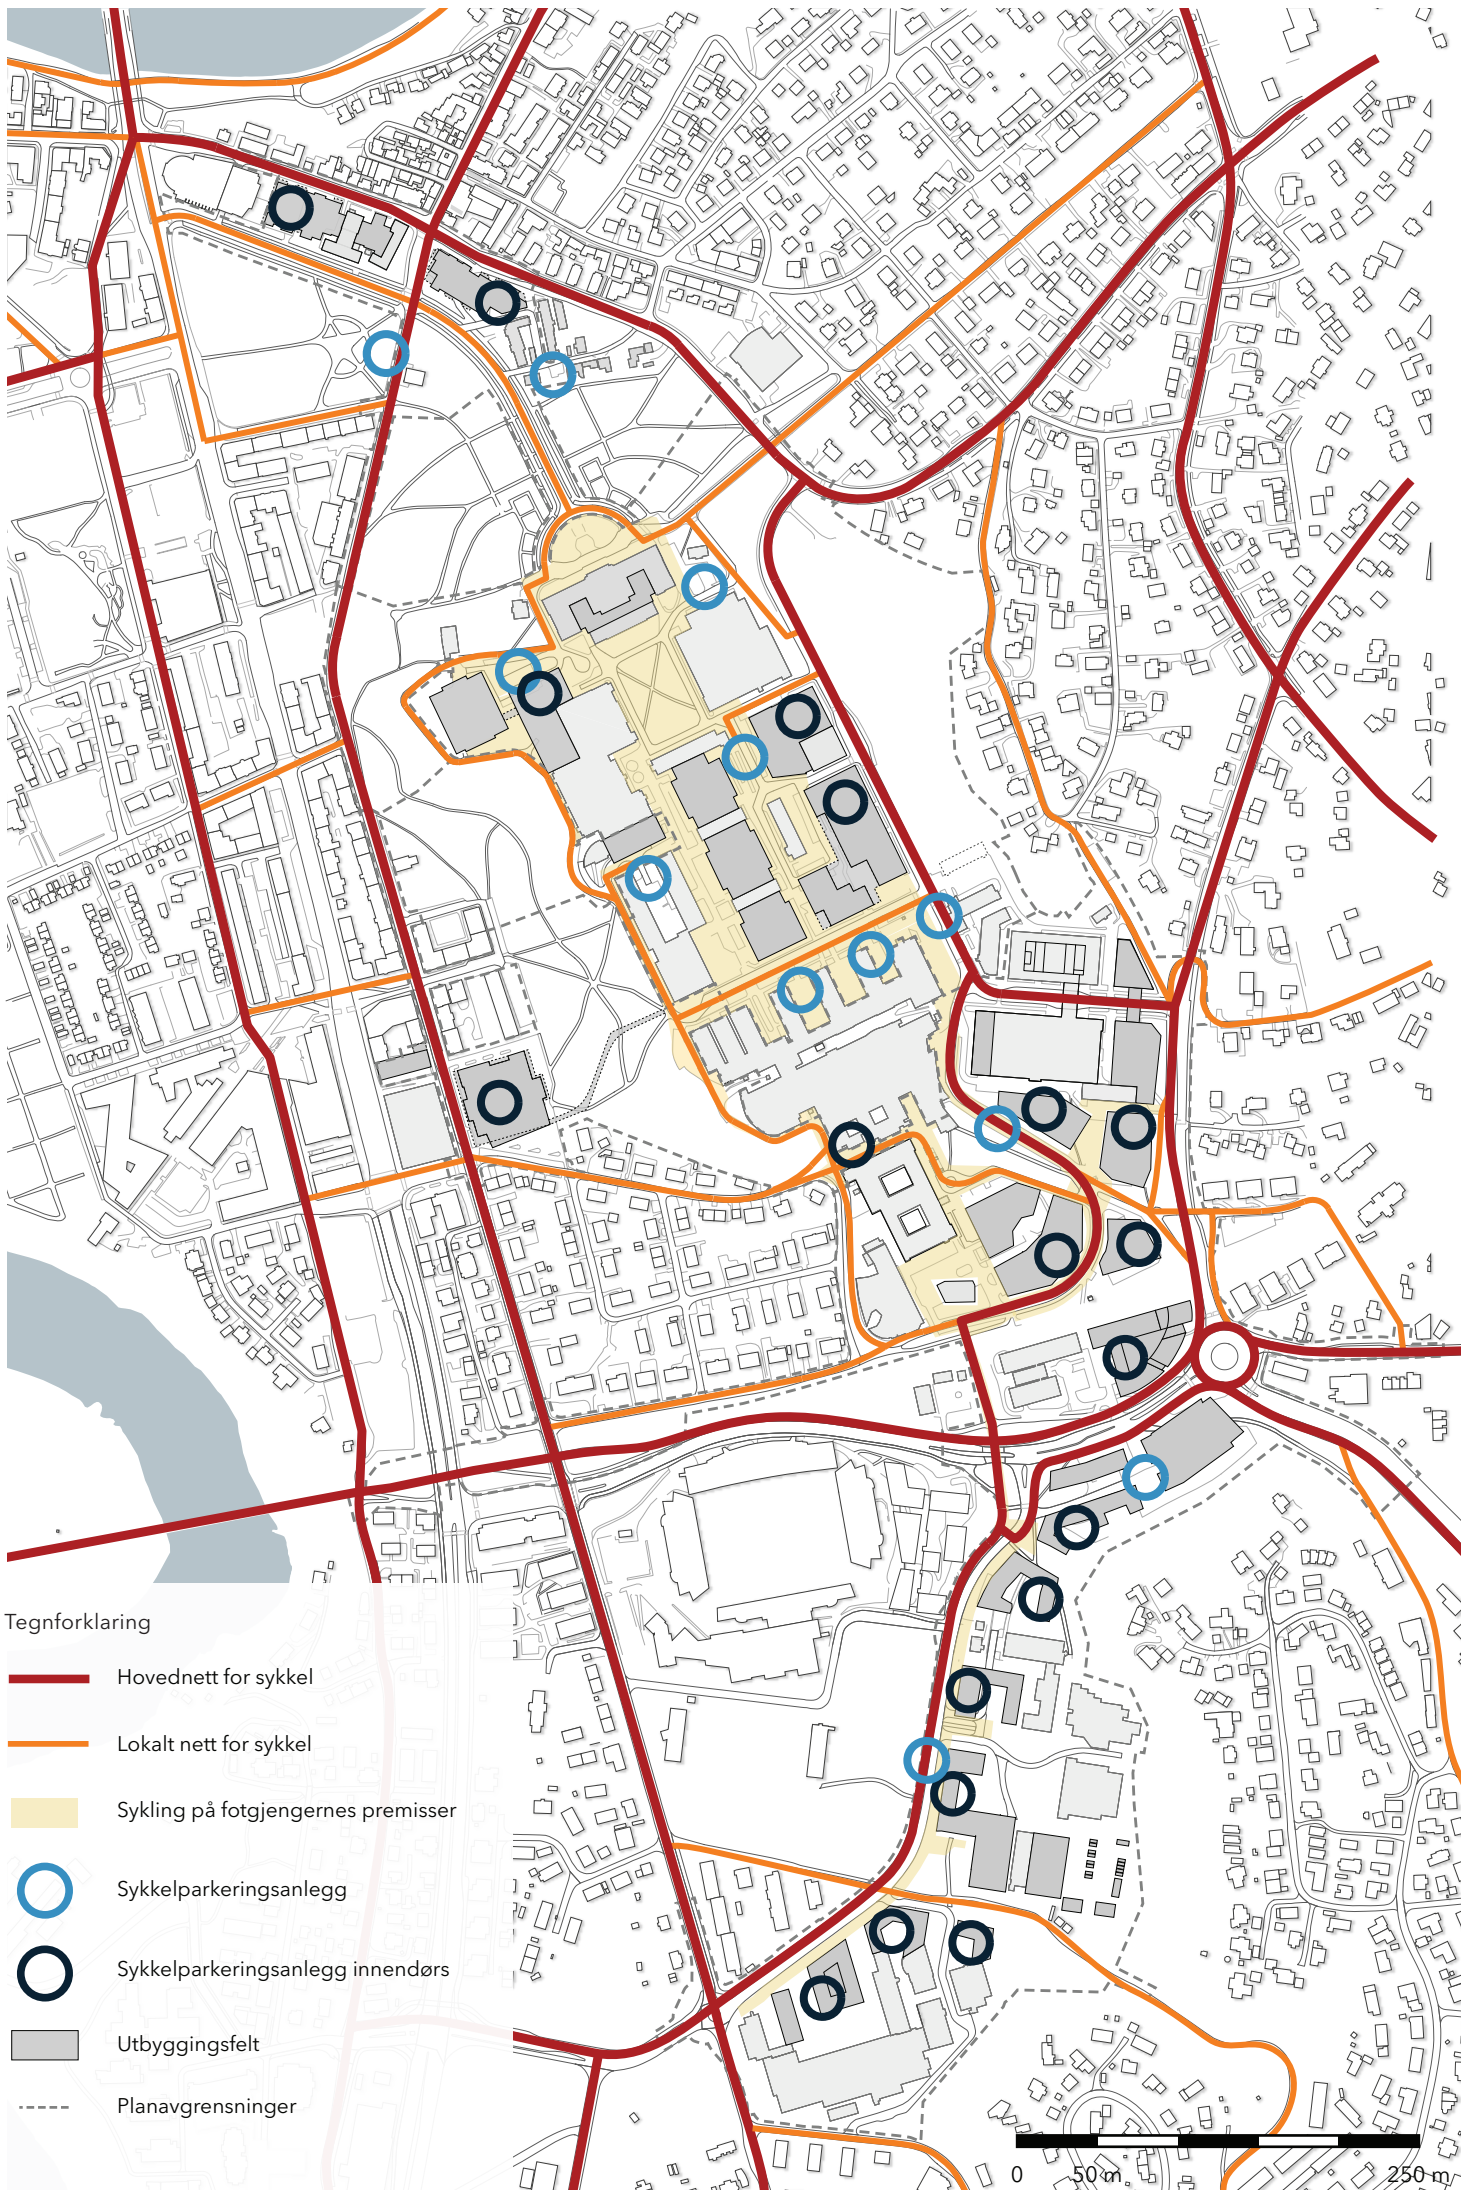 Tegnforklaring
Hovednett for sykkel
Lokalt nett for sykkel
Sykling på fotgjengernes premisser
Sykkelparkeringsanlegg
Sykkelparkeringsanlegg innendørs
Utbyggingsfelt
Planavgrensninger
0 50 m 250 m